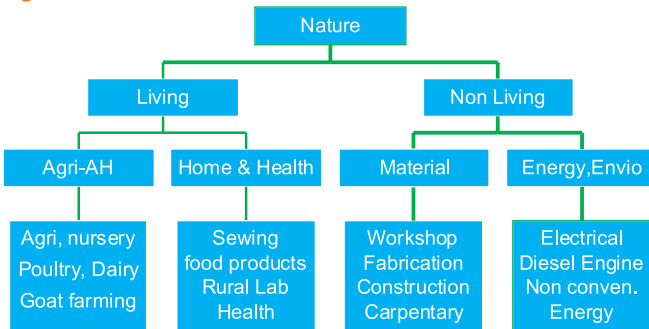 Nature
Living
Non Living
Agri-AH
Home & Health
Material
Energy,Envio
Agri, nursery
Poultry, Dairy
Goat farming
Sewing
food products
Rural Lab
Health
Workshop
Fabrication
Construction
Carpentary
Electrical
Diesel Engine
Non conven.
Energy